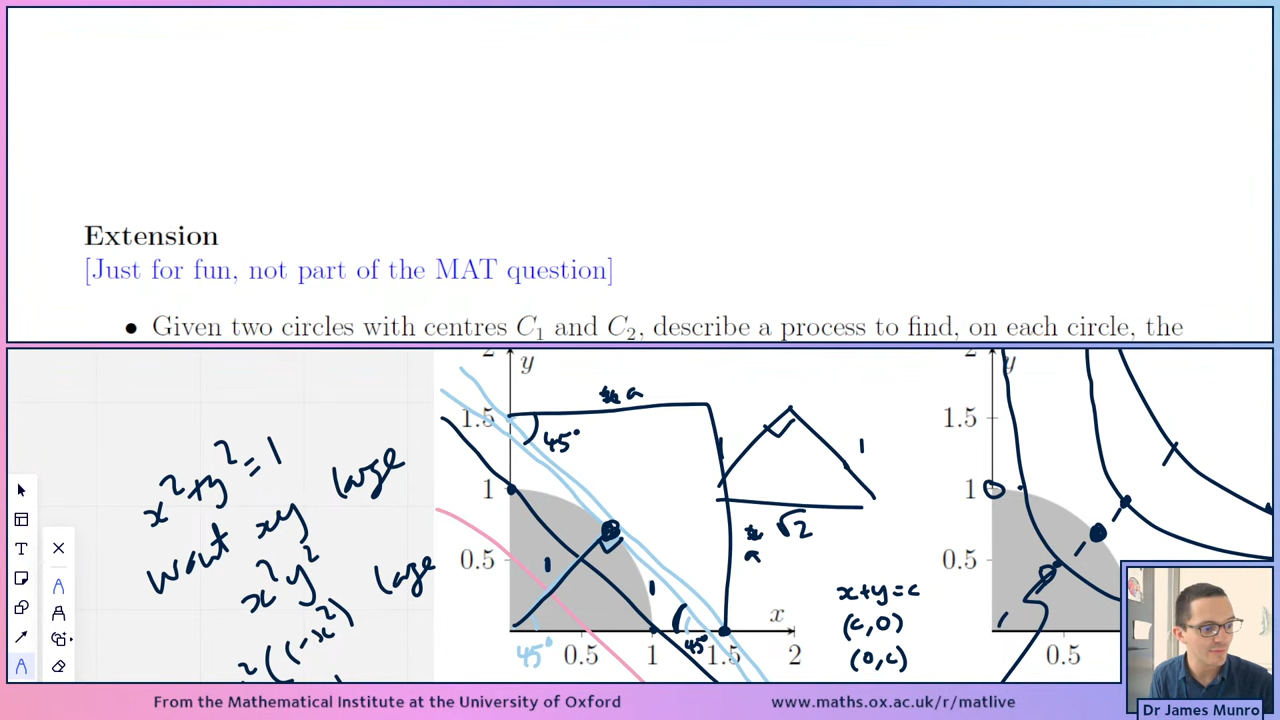 Extension
[Just for fun, not part of the MAT question]
• Given two circles with centres C₁ and C₂, describe a process to find, on each circle, the
x²+y²=1
want xy large
x²y² large
2
y
1.5
1
0.5
0.5
1
1.5
2
x
a
45°
1
1
45°
45°
1
√2
a
x+y=c
(c,0)
(0,c)
2
y
1.5
1
0.5
0.5
From the Mathematical Institute at the University of Oxford
www.maths.ox.ac.uk/r/matlive
Dr James Munro